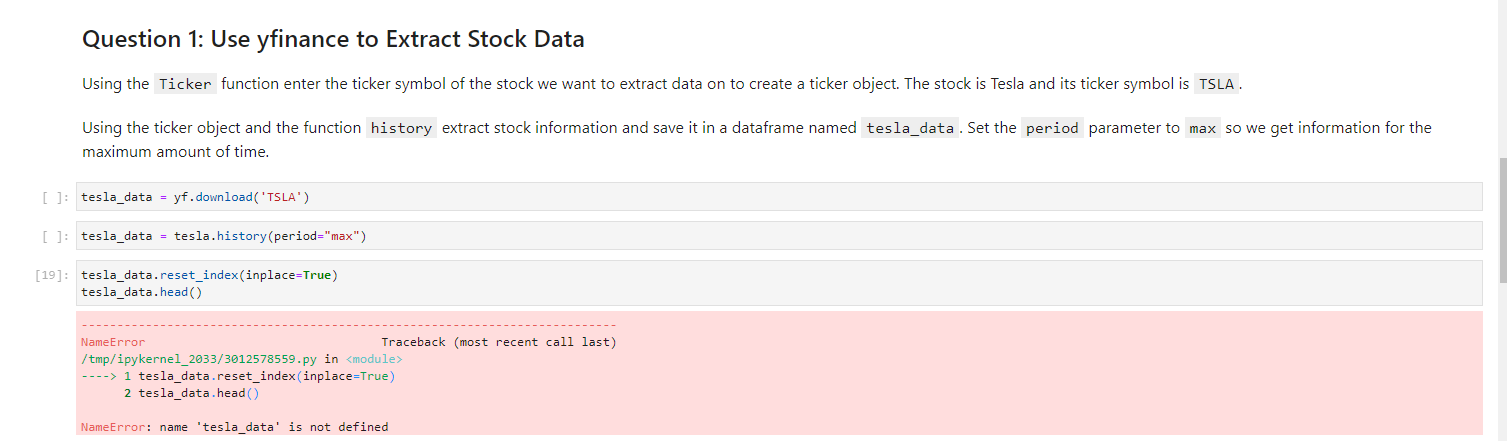 Question 1: Use yfinance to Extract Stock Data
Using the Ticker function enter the ticker symbol of the stock we want to extract data on to create a ticker object. The stock is Tesla and its ticker symbol is TSLA.
Using the ticker object and the function history extract stock information and save it in a dataframe named tesla_data. Set the period parameter to max so we get information for the
maximum amount of time.
[ ]: tesla_data = yf.download('TSLA')
[ ]: tesla_data = tesla.history(period="max")
[19]: tesla_data.reset_index(inplace=True)
tesla_data.head()
---------------------------------------------------------------------------
NameError                                 Traceback (most recent call last)
/tmp/ipykernel_2033/3012578559.py in <module>
----> 1 tesla_data.reset_index(inplace=True)
      2 tesla_data.head()
NameError: name 'tesla_data' is not defined